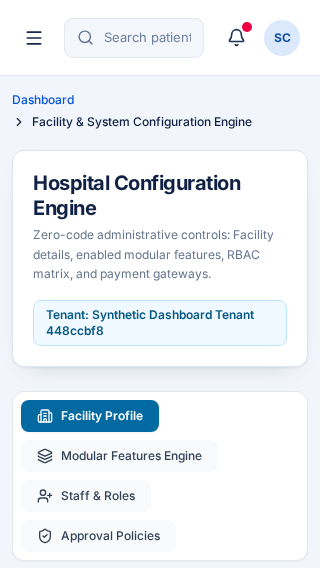 Search patient
SC
Dashboard
Facility & System Configuration Engine
Hospital Configuration
Engine
Zero-code administrative controls: Facility
details, enabled modular features, RBAC
matrix, and payment gateways.
Tenant: Synthetic Dashboard Tenant
448ccbf8
Facility Profile
Modular Features Engine
Staff & Roles
Approval Policies